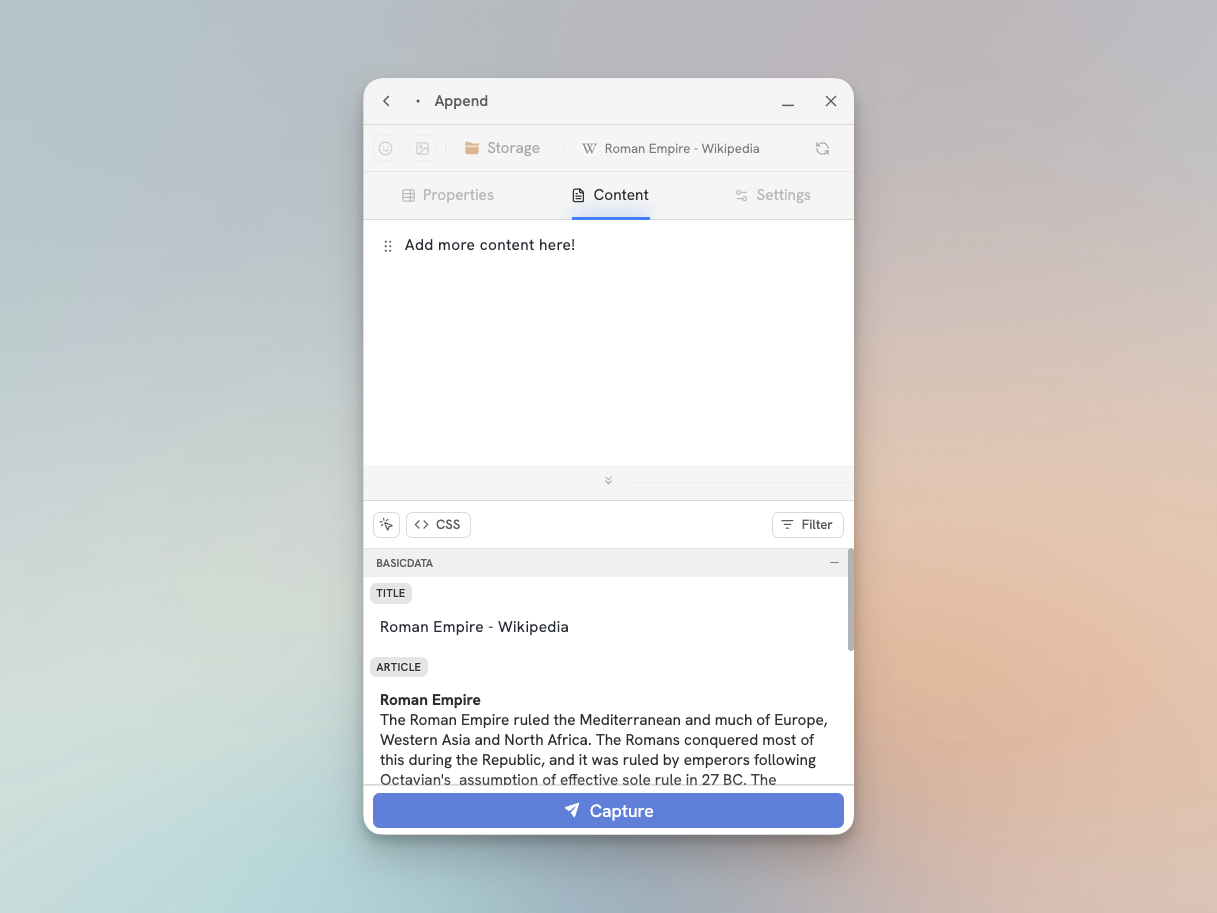 Append
Storage
W Roman Empire - Wikipedia
Properties
Content
Settings
Add more content here!
CSS
Filter
BASICDATA
TITLE
Roman Empire - Wikipedia
ARTICLE
Roman Empire
The Roman Empire ruled the Mediterranean and much of Europe,
Western Asia and North Africa. The Romans conquered most of
this during the Republic, and it was ruled by emperors following
Octavian's assumption of effective sole rule in 27 BC. The
Capture